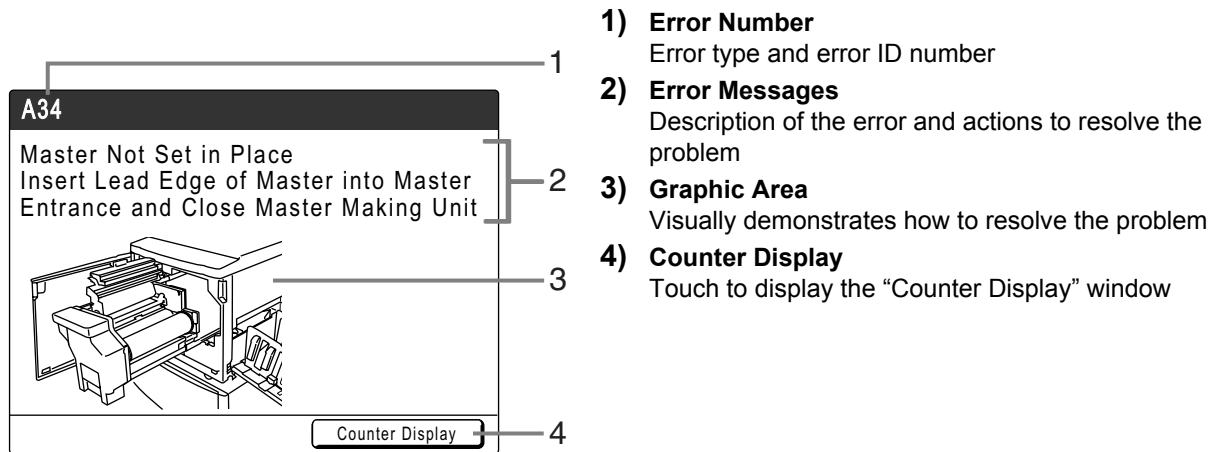 1
A34
Master Not Set in Place
Insert Lead Edge of Master into Master
Entrance and Close Master Making Unit
2
3
Counter Display
4
1) Error Number
Error type and error ID number
2) Error Messages
Description of the error and actions to resolve the
problem
3) Graphic Area
Visually demonstrates how to resolve the problem
4) Counter Display
Touch to display the “Counter Display” window